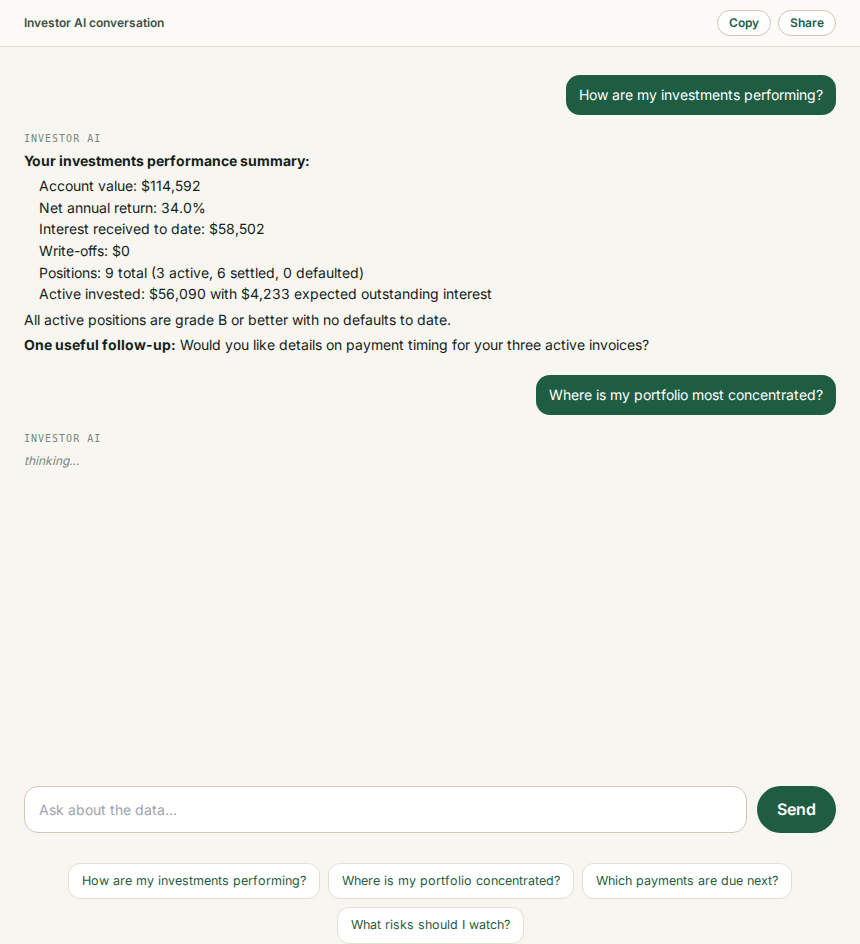 Investor AI conversation
Copy
Share
How are my investments performing?
INVESTOR AI
Your investments performance summary:
Account value: $114,592
Net annual return: 34.0%
Interest received to date: $58,502
Write-offs: $0
Positions: 9 total (3 active, 6 settled, 0 defaulted)
Active invested: $56,090 with $4,233 expected outstanding interest
All active positions are grade B or better with no defaults to date.
One useful follow-up: Would you like details on payment timing for your three active invoices?
Where is my portfolio most concentrated?
INVESTOR AI
thinking...
Ask about the data...
Send
How are my investments performing?
Where is my portfolio concentrated?
Which payments are due next?
What risks should I watch?